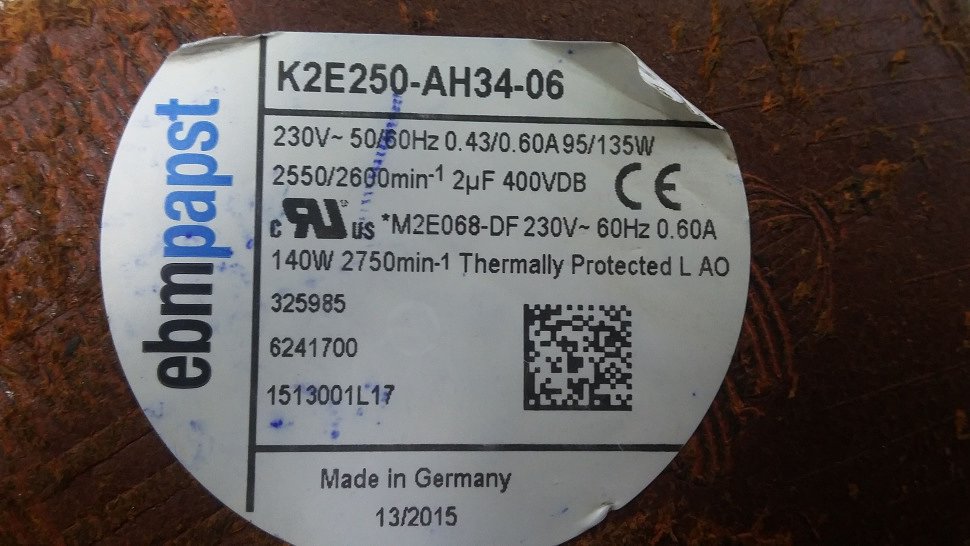 ebmpapst
K2E250-AH34-06
230V~ 50/60Hz 0.43/0.60A 95/135W
2550/2600min-1 2µF 400VDB CE
c RU ® us *M2E068-DF 230V~ 60Hz 0.60A
140W 2750min-1 Thermally Protected L AO
325985
6241700
1513001L17
Made in Germany
13/2015